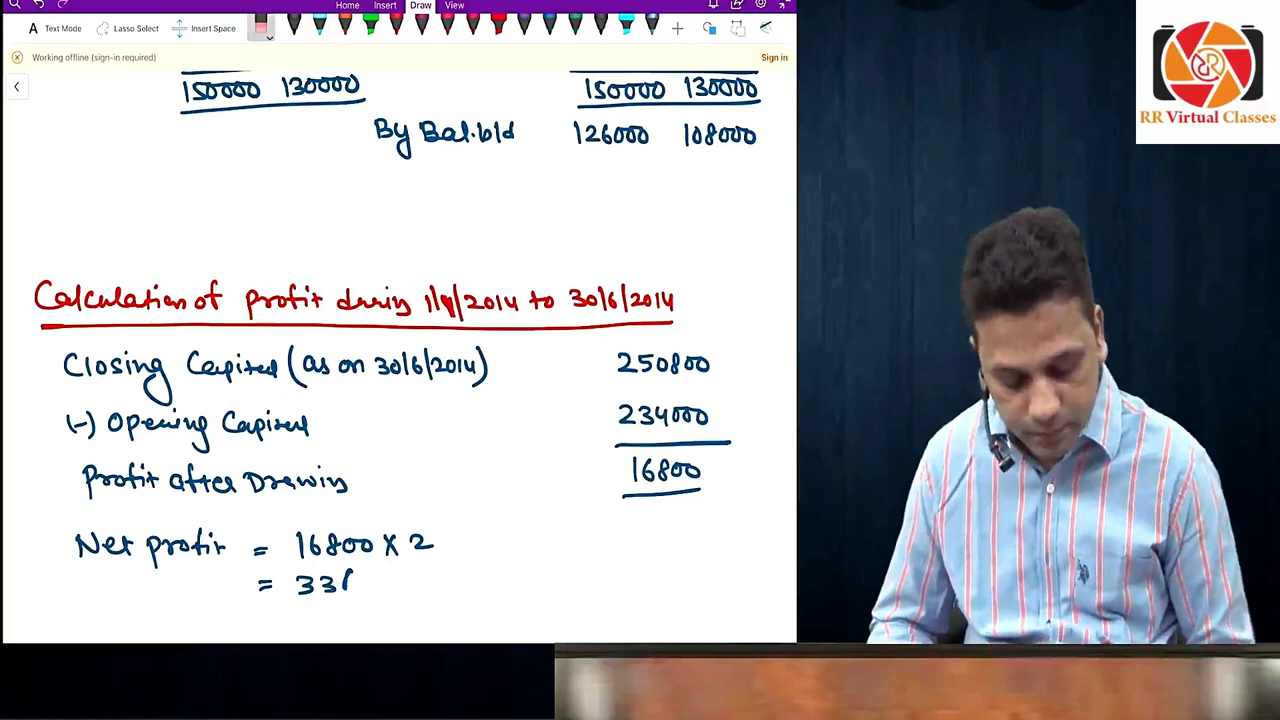 Home Insert Draw View
Text Mode Lasso Select Insert Space
Working offline (sign-in required) Sign in
150000 130000 150000 130000
By Bal. b/d 126000 108000
Calculation of profit during 1/4/2014 to 30/6/2014
Closing Capital (as on 30/6/2014) 250800
(-) Opening Capital 234000
Profit after Drawing 16800
Net profit = 16800 x 2
= 336
RR Virtual Classes